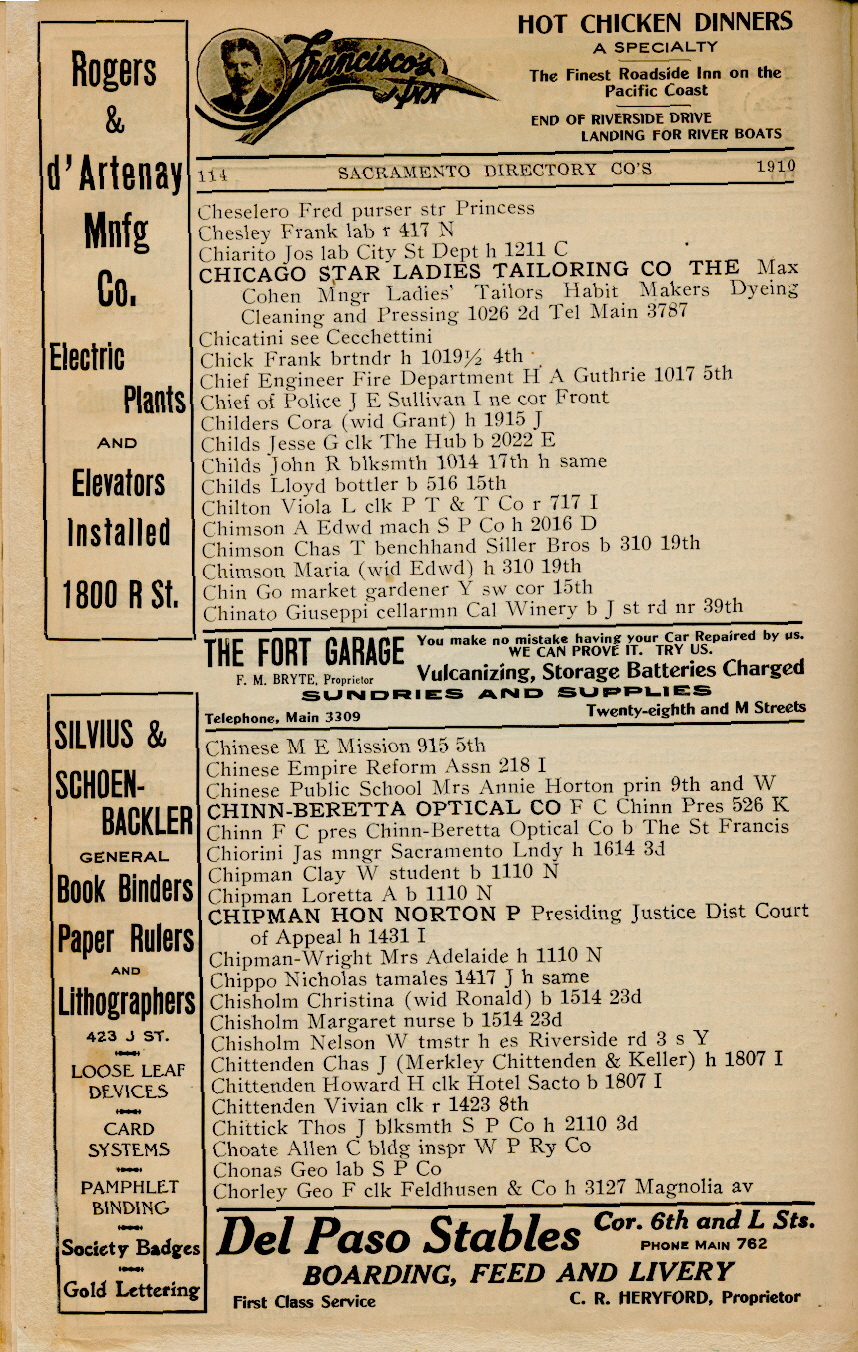 Rogers
&
d'Artenay
Mnfg
Co.
Electric
Plants
AND
Elevators
Installed
1800 R St.
Francisco's
INN
HOT CHICKEN DINNERS
A SPECIALTY
The Finest Roadside Inn on the
Pacific Coast
END OF RIVERSIDE DRIVE
LANDING FOR RIVER BOATS
114 SACRAMENTO DIRECTORY CO'S 1910
Cheselero Fred purser str Princess
Chesley Frank lab r 417 N
Chiarito Jos lab City St Dept h 1211 C
CHICAGO STAR LADIES TAILORING CO THE Max
Cohen Mngr Ladies' Tailors Habit Makers Dyeing
Cleaning and Pressing 1026 2d Tel Main 3787
Chicatini see Cecchettini
Chick Frank brtndr h 1019½ 4th
Chief Engineer Fire Department H A Guthrie 1017 5th
Chief of Police J E Sullivan I ne cor Front
Childers Cora (wid Grant) h 1915 J
Childs Jesse G clk The Hub b 2022 E
Childs John R blksmth 1014 17th h same
Childs Lloyd bottler b 516 15th
Chilton Viola L clk P T & T Co r 717 I
Chimson A Edwd mach S P Co h 2016 D
Chimson Chas T benchhand Siller Bros b 310 19th
Chimson Maria (wid Edwd) h 310 19th
Chin Go market gardener Y sw cor 15th
Chinato Giuseppi cellarmn Cal Winery b J st rd nr 39th
THE FORT GARAGE
F. M. BRYTE, Proprietor
You make no mistake having your Car Repaired by us.
WE CAN PROVE IT. TRY US.
Vulcanizing, Storage Batteries Charged
SUNDRIES AND SUPPLIES
Telephone, Main 3309 Twenty-eighth and M Streets
SILVIUS &
SCHOEN-
BACKLER
GENERAL
Book Binders
Paper Rulers
AND
Lithographers
423 J ST.
LOOSE LEAF
DEVICES
CARD
SYSTEMS
PAMPHLET
BINDING
Society Badges
Gold Lettering
Chinese M E Mission 915 5th
Chinese Empire Reform Assn 218 I
Chinese Public School Mrs Annie Horton prin 9th and W
CHINN-BERETTA OPTICAL CO F C Chinn Pres 526 K
Chinn F C pres Chinn-Beretta Optical Co b The St Francis
Chiorini Jas mngr Sacramento Lndy h 1614 3d
Chipman Clay W student b 1110 N
Chipman Loretta A b 1110 N
CHIPMAN HON NORTON P Presiding Justice Dist Court
of Appeal h 1431 I
Chipman-Wright Mrs Adelaide h 1110 N
Chippo Nicholas tamales 1417 J h same
Chisholm Christina (wid Ronald) b 1514 23d
Chisholm Margaret nurse b 1514 23d
Chisholm Nelson W tmstr h es Riverside rd 3 s Y
Chittenden Chas J (Merkley Chittenden & Keller) h 1807 I
Chittenden Howard H clk Hotel Sacto b 1807 I
Chittenden Vivian clk r 1423 8th
Chittick Thos J blksmth S P Co h 2110 3d
Choate Allen C bldg inspr W P Ry Co
Chonas Geo lab S P Co
Chorley Geo F clk Feldhusen & Co h 3127 Magnolia av
Del Paso Stables
Cor. 6th and L Sts.
PHONE MAIN 762
BOARDING, FEED AND LIVERY
First Class Service C. R. HERYFORD, Proprietor